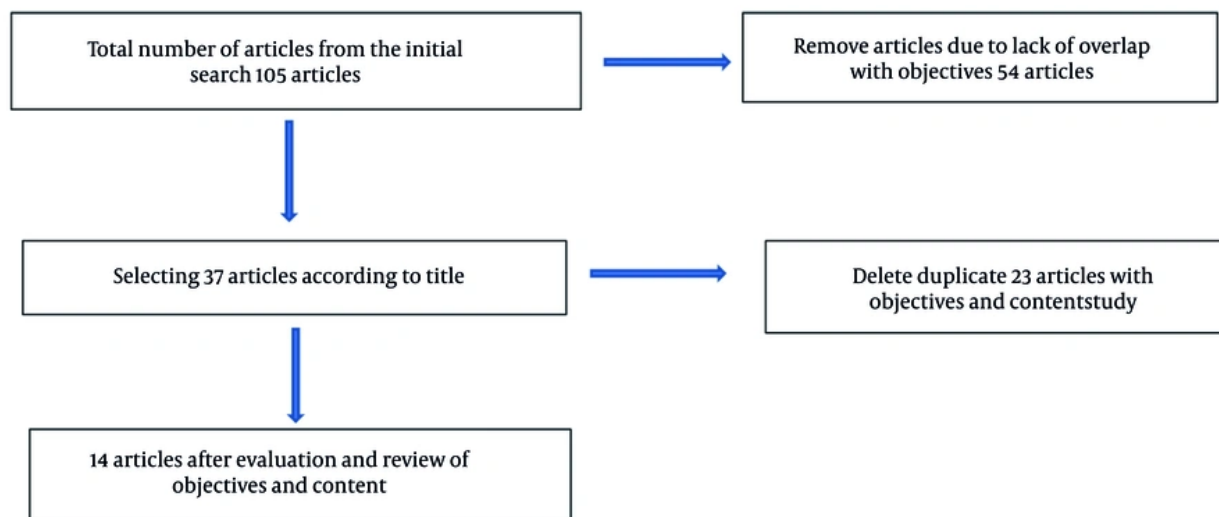 Total number of articles from the initial
search 105 articles
Remove articles due to lack of overlap
with objectives 54 articles
Selecting 37 articles according to title
Delete duplicate 23 articles with
objectives and contentstudy
14 articles after evaluation and review of
objectives and content